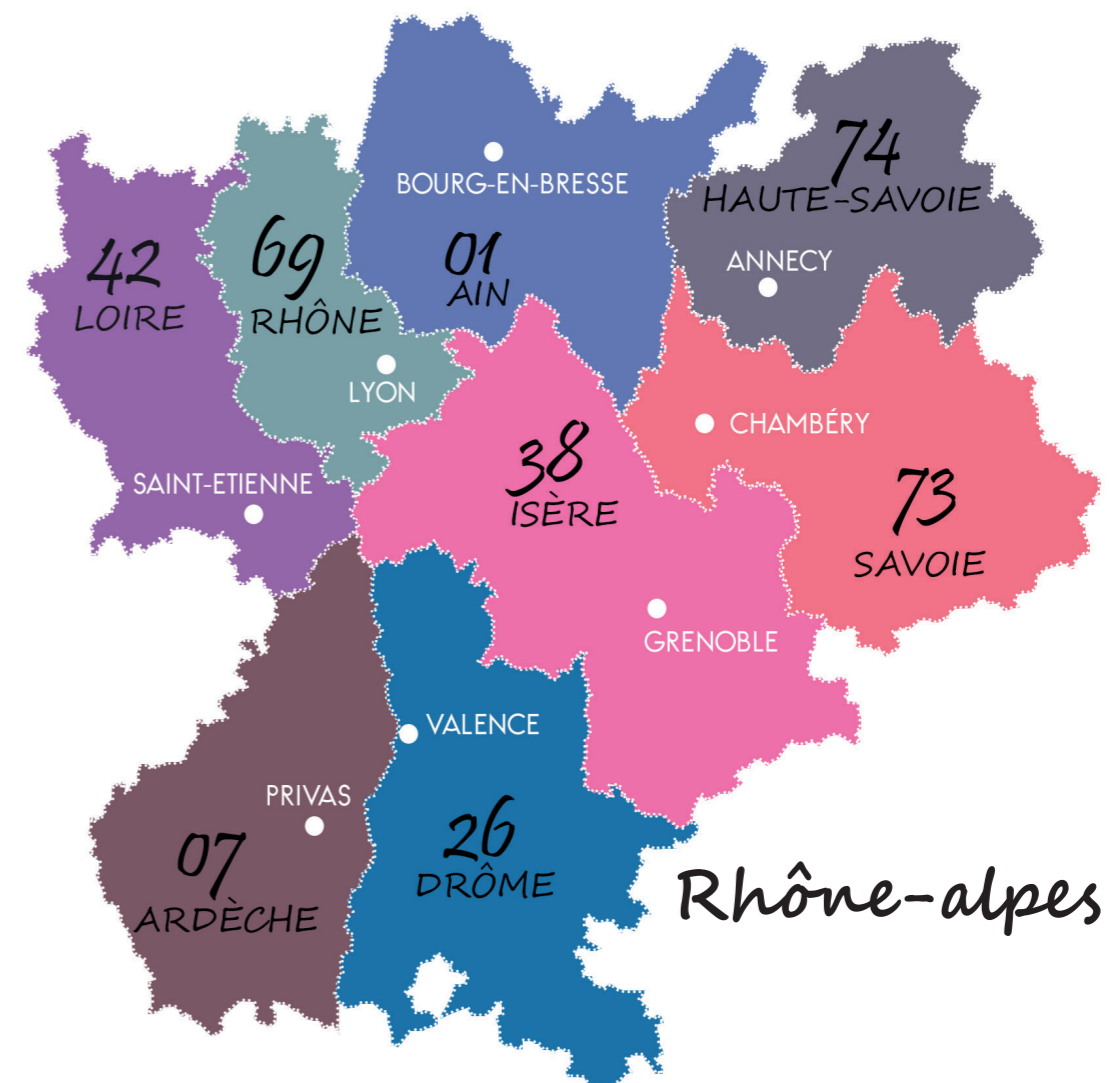 74
HAUTE-SAVOIE
ANNECY
BOURG-EN-BRESSE
01
AIN
69
RHÔNE
LYON
42
LOIRE
SAINT-ETIENNE
38
ISÈRE
GRENOBLE
CHAMBÉRY
73
SAVOIE
VALENCE
26
DRÔME
PRIVAS
07
ARDÈCHE
Rhône-alpes